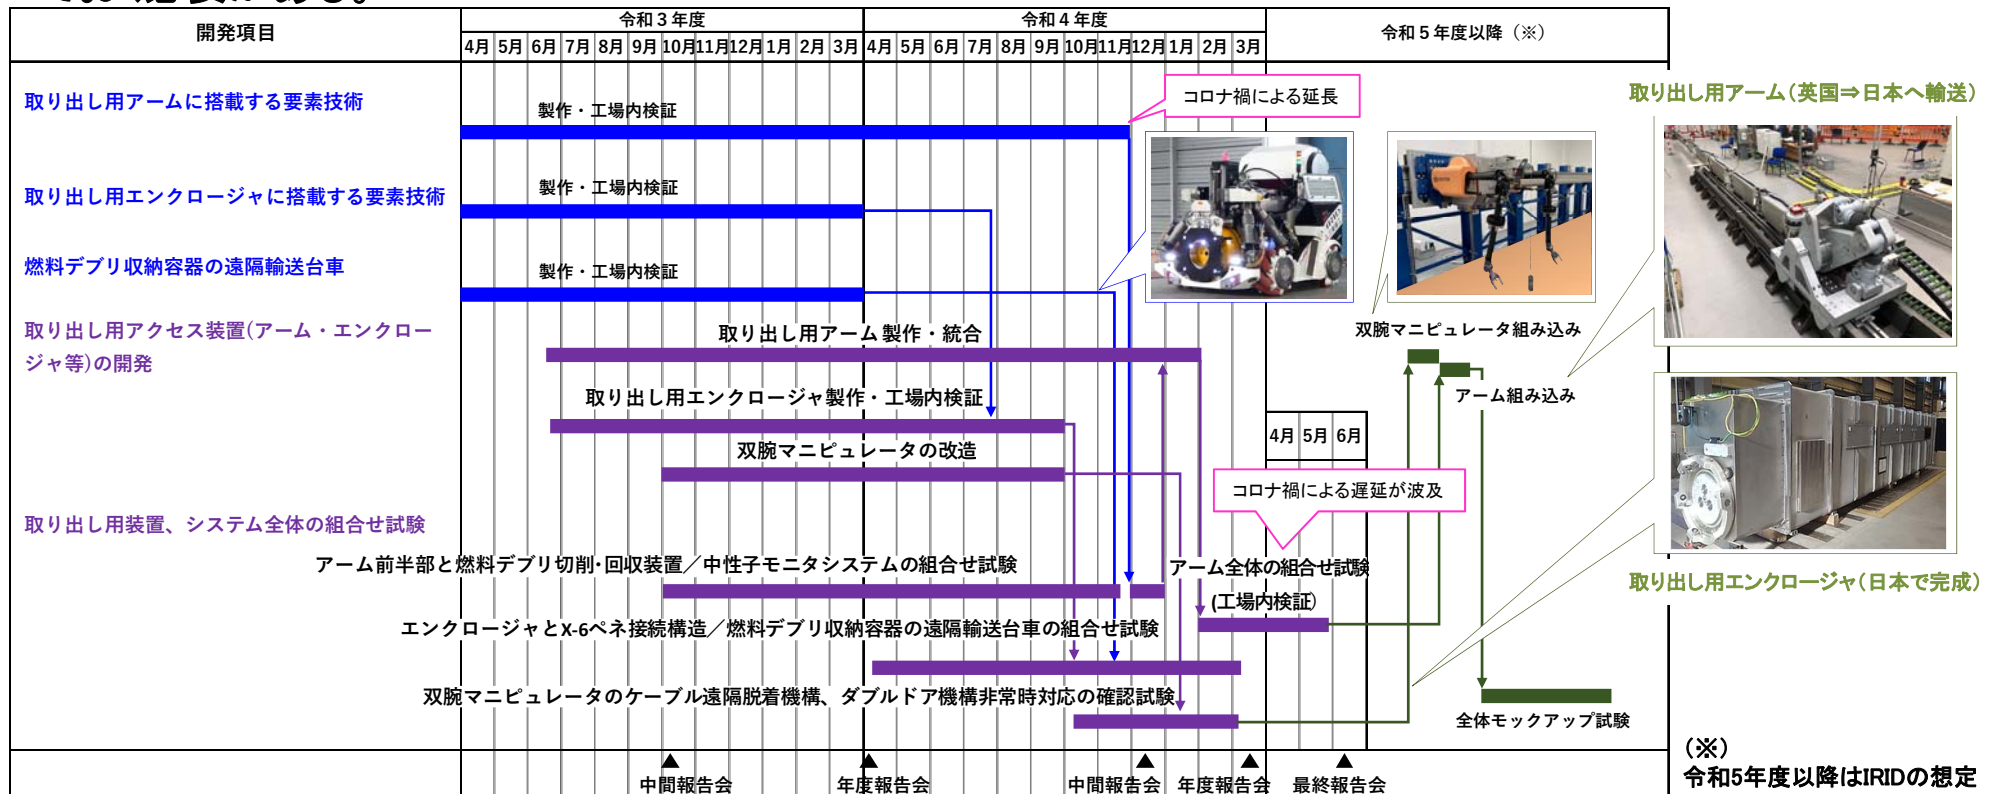 開発項目
令和３年度
令和４年度
令和５年度以降（※）
4月 5月 6月 7月 8月 9月 10月 11月 12月 1月 2月 3月 4月 5月 6月 7月 8月 9月 10月 11月 12月 1月 2月 3月
取り出し用アームに搭載する要素技術
製作・工場内検証
コロナ禍による延長
取り出し用アーム（英国⇒日本へ輸送）
取り出し用エンクロージャに搭載する要素技術
製作・工場内検証
燃料デブリ収納容器の遠隔輸送台車
製作・工場内検証
取り出し用アクセス装置(アーム・エンクロー
ジャ等)の開発
取り出し用アーム 製作・統合
双腕マニピュレータ組み込み
アーム組み込み
取り出し用エンクロージャ製作・工場内検証
4月 5月 6月
双腕マニピュレータの改造
コロナ禍による遅延が波及
取り出し用装置、システム全体の組合せ試験
アーム前半部と燃料デブリ切削・回収装置／中性子モニタシステムの組合せ試験
アーム全体の組合せ試験
(工場内検証)
取り出し用エンクロージャ（日本で完成）
エンクロージャとX-6ペネ接続構造／燃料デブリ収納容器の遠隔輸送台車の組合せ試験
双腕マニピュレータのケーブル遠隔脱着機構、ダブルドア機構非常時対応の確認試験
全体モックアップ試験
▲ ▲ ▲ ▲ ▲
中間報告会 年度報告会 中間報告会 年度報告会 最終報告会
（※）
令和5年度以降はIRIDの想定